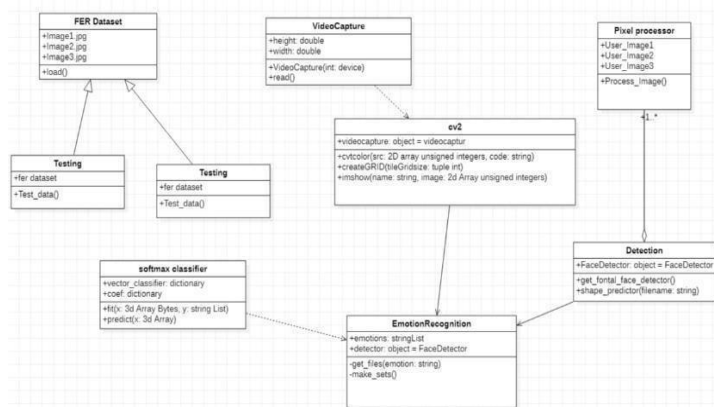 FER Dataset
+Image1.jpg
+Image2.jpg
+Image3.jpg
+load()
VideoCapture
+height: double
+width: double
+VideoCapture(int: device)
+read()
Pixel processor
+User_Image1
+User_Image2
+User_Image3
+Process_Image()
+1..*
cv2
+videocapture: object = videocaptur
+cvtcolor(src: 2D array unsigned integers, code: string)
+createGRID(tileGridsize: tuple int)
+imshow(name: string, image: 2d Array unsigned integers)
Testing
+fer dataset
+Test_data()
Testing
+fer dataset
+Test_data()
Detection
+FaceDetector: object = FaceDetector
+get_fontal_face_detector()
+shape_predictor(filename: string)
softmax classifier
+vector_classifier: dictionary
+coef: dictionary
+fit(x: 3d Array Bytes, y: string List)
+predict(x: 3d Array)
EmotionRecognition
+emotions: stringList
+detector: object = FaceDetector
-get_files(emotion: string)
-make_sets()